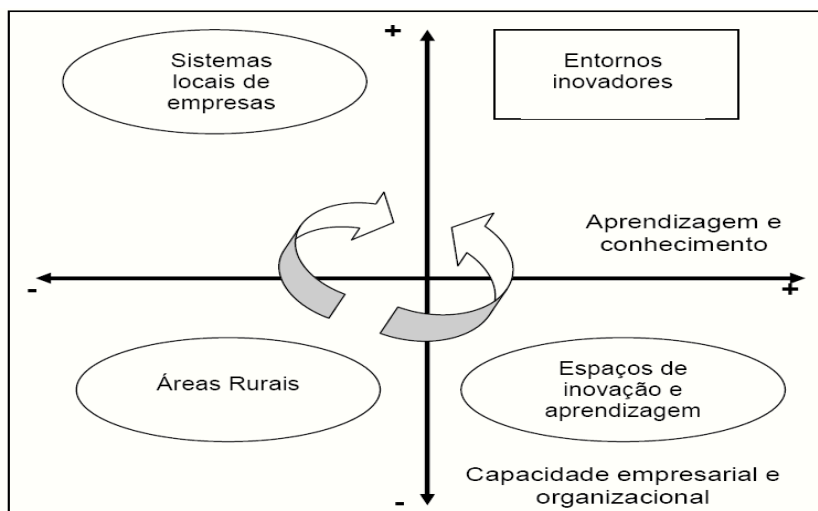 Sistemas
locais de
empresas
+
Entornos
inovadores
Aprendizagem e
conhecimento
-
+
Áreas Rurais
Espaços de
inovação e
aprendizagem
-
Capacidade empresarial e
organizacional